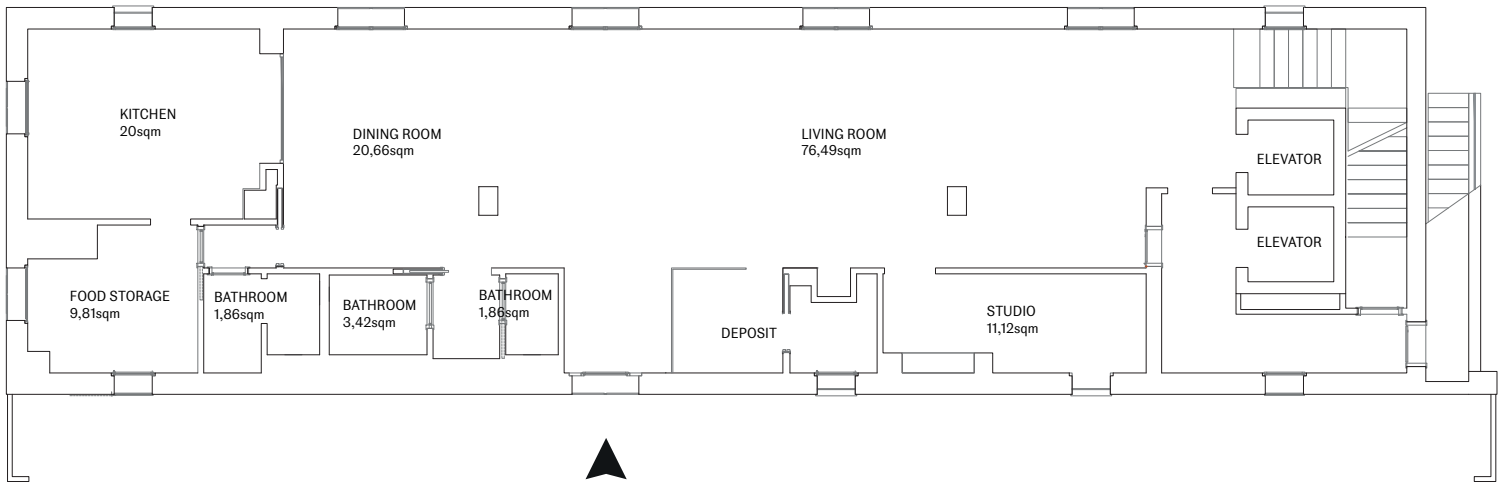 KITCHEN
20sqm
DINING ROOM
20,66sqm
LIVING ROOM
76,49sqm
ELEVATOR
ELEVATOR
FOOD STORAGE
9,81sqm
BATHROOM
1,86sqm
BATHROOM
3,42sqm
BATHROOM
1,86sqm
DEPOSIT
STUDIO
11,12sqm